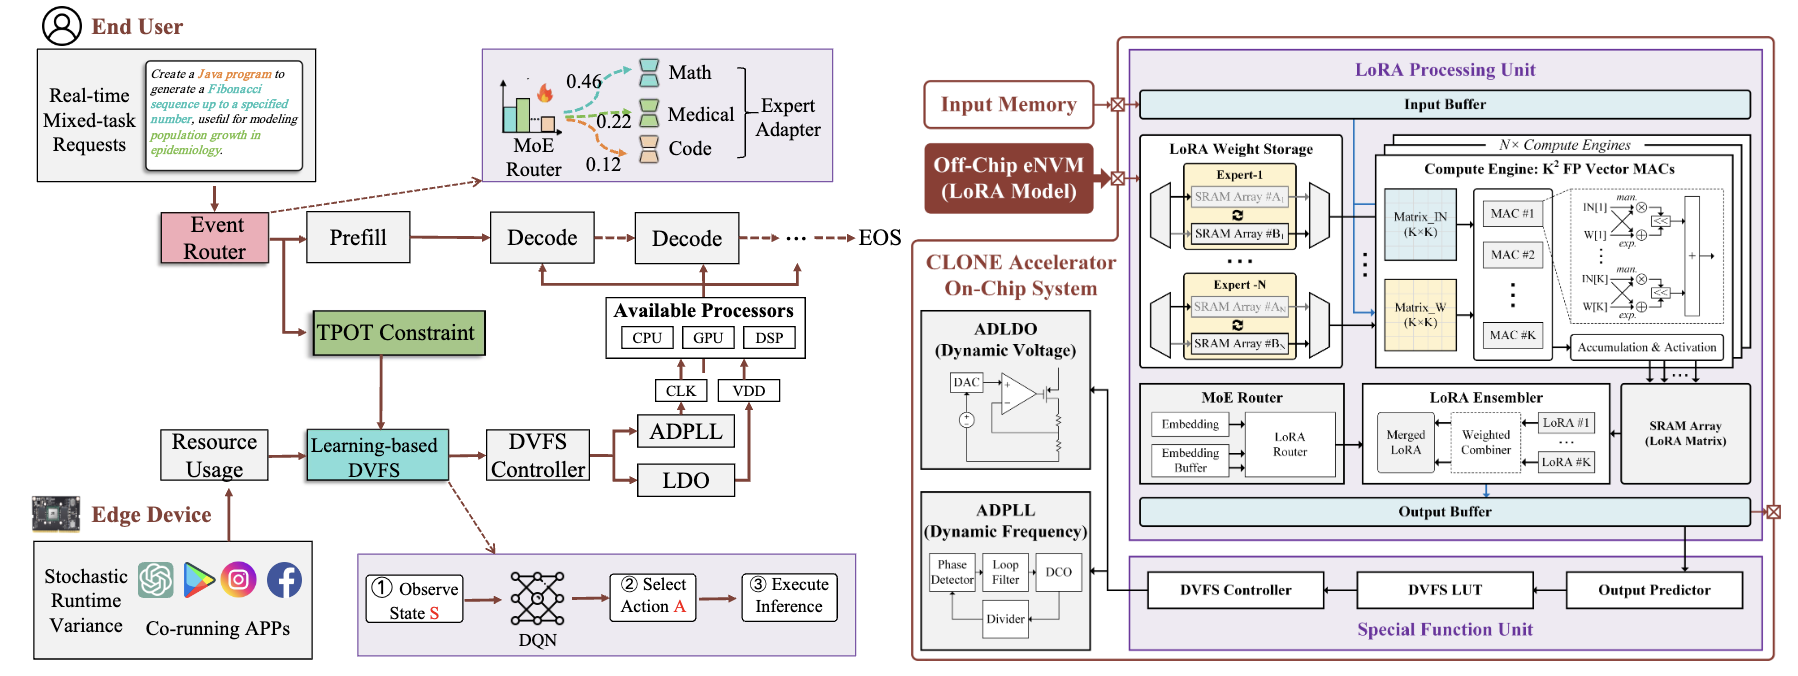 End User
Real-time
Mixed-task
Requests
Create a Java program to
generate a Fibonacci
sequence up to a specified
number, useful for modeling
population growth in
epidemiology.
MoE
Router
0.46
0.22
0.12
Math
Medical
Code
Expert
Adapter
Event
Router
Prefill
Decode
Decode
...
EOS
TPOT Constraint
Available Processors
CPU
GPU
DSP
CLK
VDD
Resource
Usage
Learning-based
DVFS
DVFS
Controller
ADPLL
LDO
Edge Device
Stochastic
Runtime
Variance
Co-running APPs
① Observe
State S
DQN
② Select
Action A
③ Execute
Inference
Input Memory
Off-Chip eNVM
(LoRA Model)
CLONE Accelerator
On-Chip System
ADLDO
(Dynamic Voltage)
DAC
+
−
+
−
ADPLL
(Dynamic Frequency)
Phase
Detector
Loop
Filter
DCO
Divider
LoRA Processing Unit
Input Buffer
LoRA Weight Storage
Expert-1
SRAM Array #A₁
SRAM Array #B₁
...
Expert -N
SRAM Array #A_N
SRAM Array #B_N
N× Compute Engines
Compute Engine: K² FP Vector MACs
Matrix_IN
(K×K)
Matrix_W
(K×K)
MAC #1
MAC #2
MAC #K
IN[1]
man.
<<
W[1]
exp.
IN[K]
man.
<<
W[K]
exp.
+
Accumulation & Activation
...
MoE Router
Embedding
Embedding
Buffer
LoRA
Router
LoRA Ensembler
Merged
LoRA
Weighted
Combiner
LoRA #1
...
LoRA #K
SRAM Array
(LoRA Matrix)
Output Buffer
DVFS Controller
DVFS LUT
Output Predictor
Special Function Unit